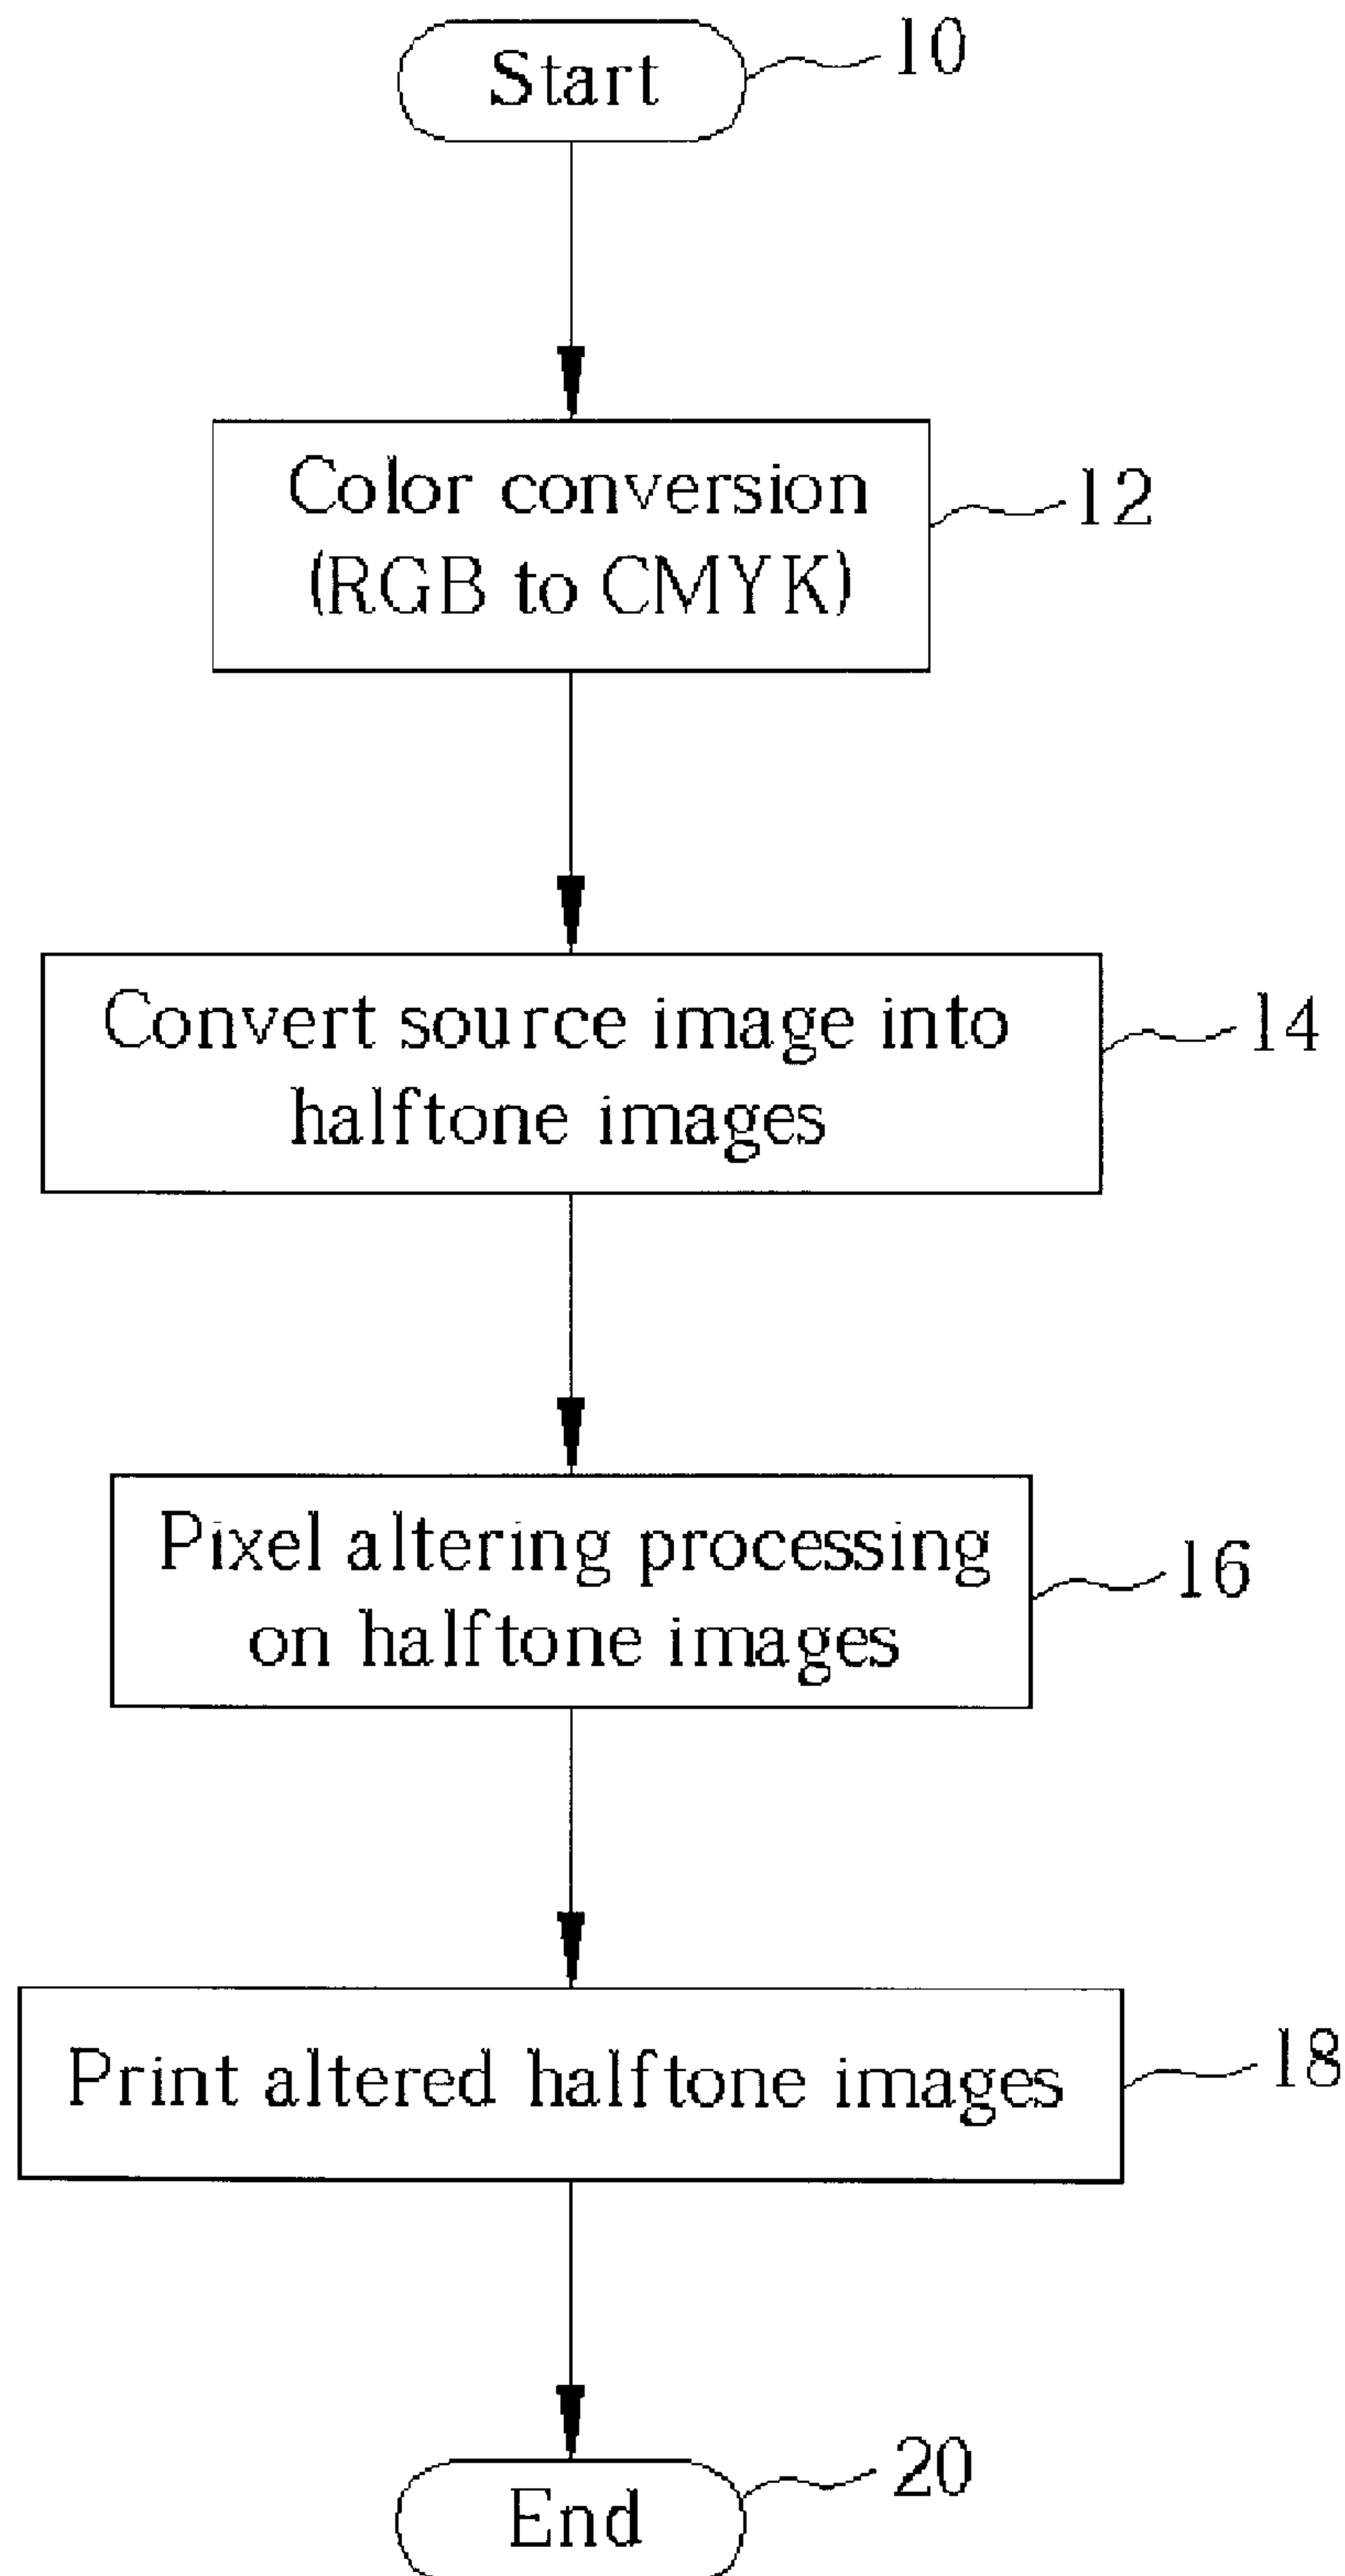 Start
10
Color conversion
(RGB to CMYK)
12
Convert source image into
halftone images
14
Pixel altering processing
on halftone images
16
Print altered halftone images
18
End
20